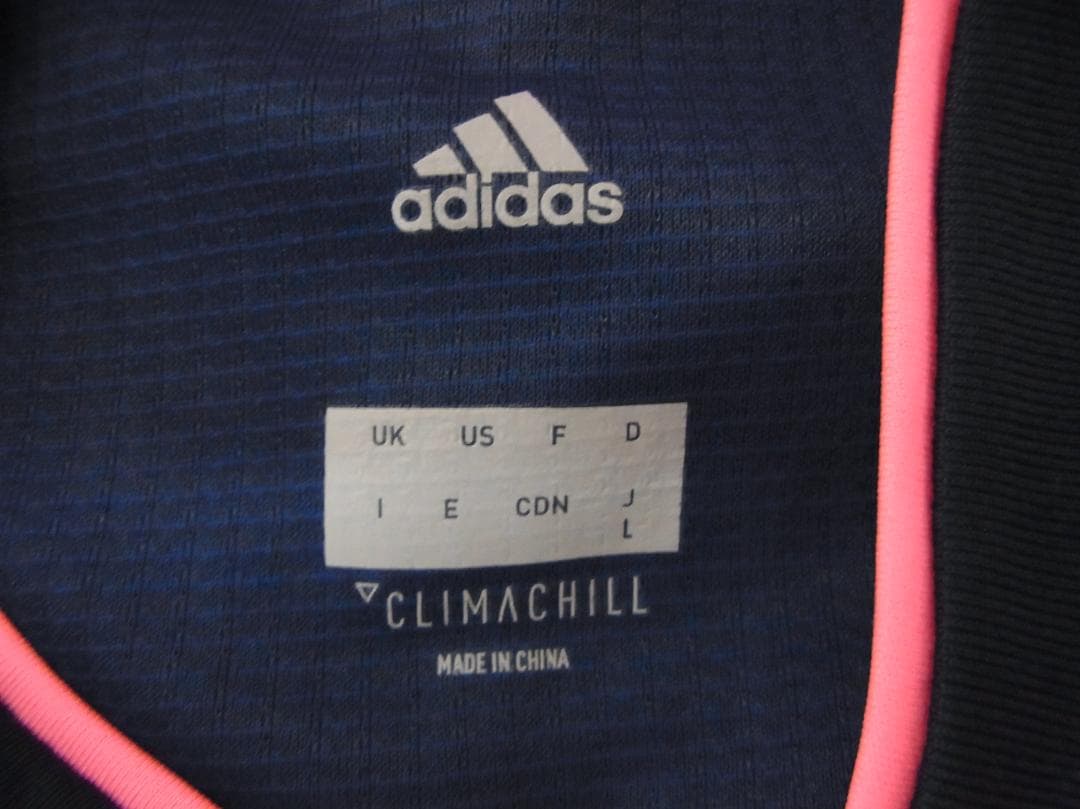 adidas
UK US F D
I E CDN J
L
CLIMACHILL
MADE IN CHINA